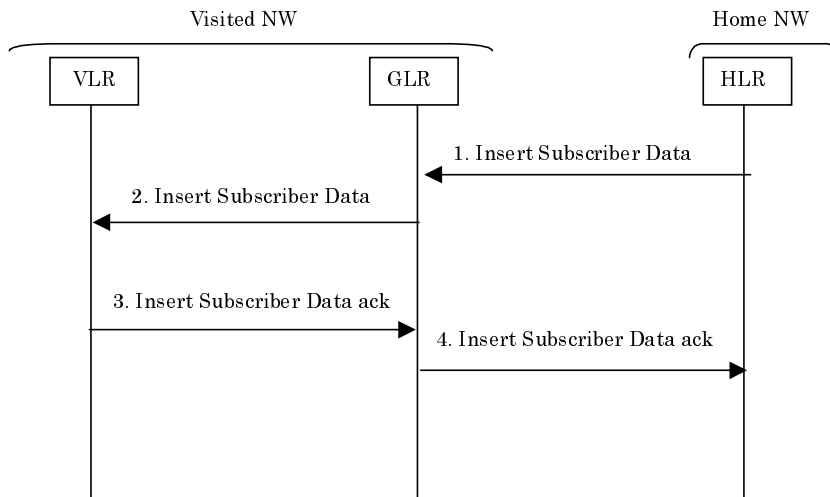 Visited NW
Home NW
VLR
GLR
HLR
1. Insert Subscriber Data
2. Insert Subscriber Data
3. Insert Subscriber Data ack
4. Insert Subscriber Data ack